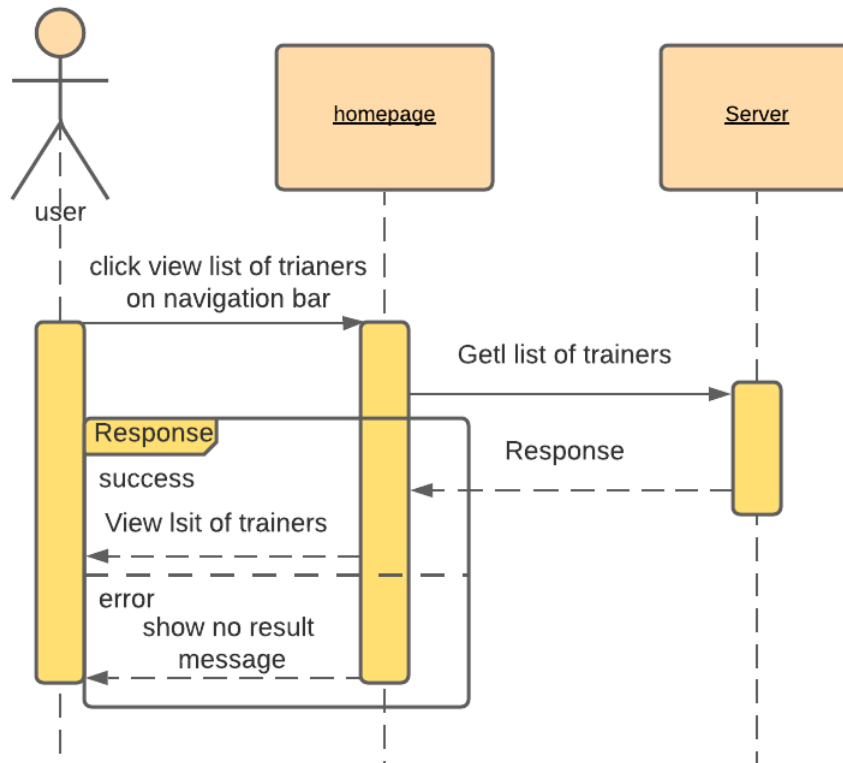 homepage
Server
user
click view list of trianers
on navigation bar
Getl list of trainers
Response
Response
success
View lsit of trainers
error
show no result
message